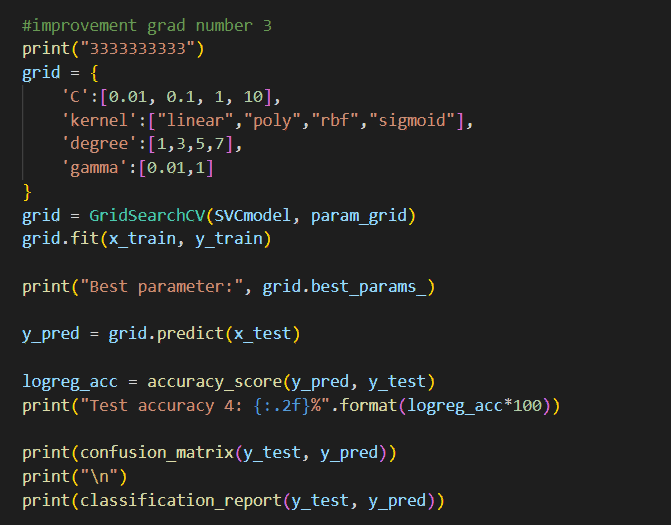 #improvement grad number 3
print("3333333333")
grid = {
    'C':[0.01, 0.1, 1, 10],
    'kernel':["linear","poly","rbf","sigmoid"],
    'degree':[1,3,5,7],
    'gamma':[0.01,1]
}
grid = GridSearchCV(SVCmodel, param_grid)
grid.fit(x_train, y_train)

print("Best parameter:", grid.best_params_)

y_pred = grid.predict(x_test)

logreg_acc = accuracy_score(y_pred, y_test)
print("Test accuracy 4: {:.2f}%".format(logreg_acc*100))

print(confusion_matrix(y_test, y_pred))
print("\n")
print(classification_report(y_test, y_pred))